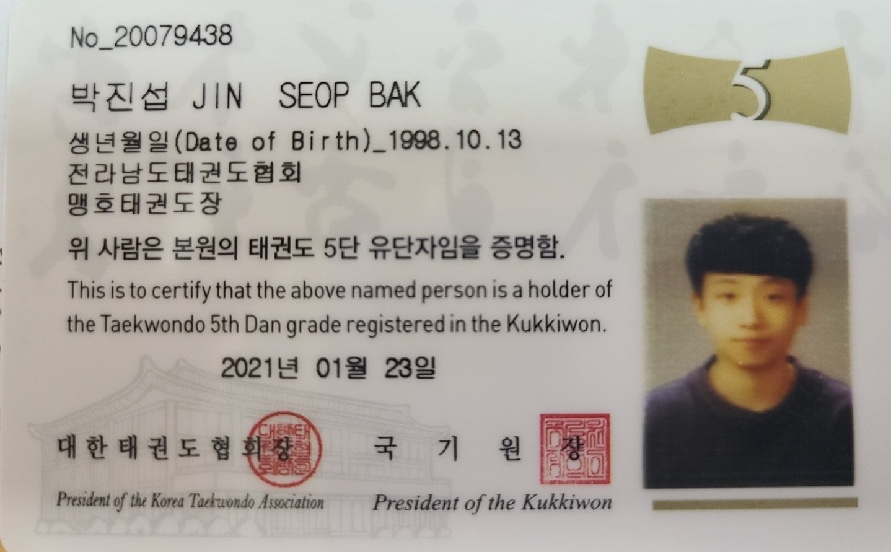 No_20079438
5
박진섭 JIN SEOP BAK
생년월일(Date of Birth)_1998.10.13
전라남도태권도협회
맹호태권도장
위 사람은 본원의 태권도 5단 유단자임을 증명함.
This is to certify that the above named person is a holder of
the Taekwondo 5th Dan grade registered in the Kukkiwon.
2021년 01월 23일
대한태권도협회장 국 기 원 장
President of the Korea Taekwondo Association President of the Kukkiwon